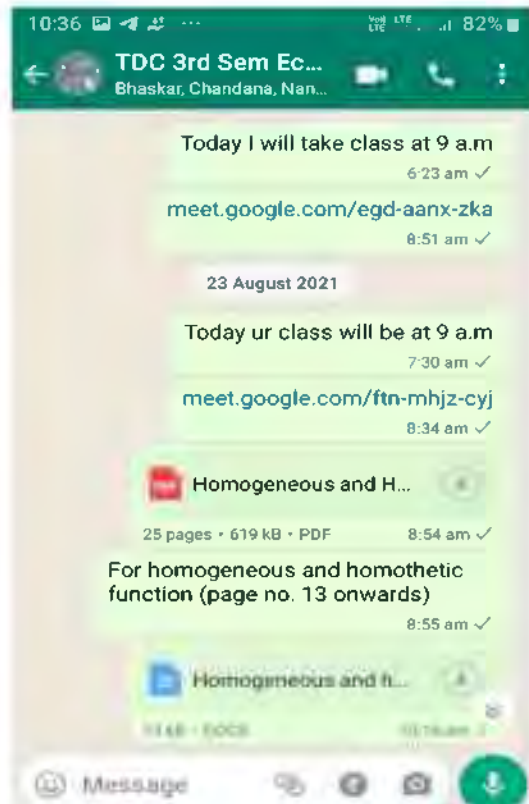 10:36 82%
TDC 3rd Sem Ec...
Bhaskar, Chandana, Nan...
Today I will take class at 9 a.m
6:23 am
meet.google.com/egd-aanx-zka
8:51 am
23 August 2021
Today ur class will be at 9 a.m
7:30 am
meet.google.com/ftn-mhjz-cyj
8:34 am
Homogeneous and H...
25 pages • 619 kB • PDF 8:54 am
For homogeneous and homothetic
function (page no. 13 onwards)
8:55 am
Homogeneous and h...
Message